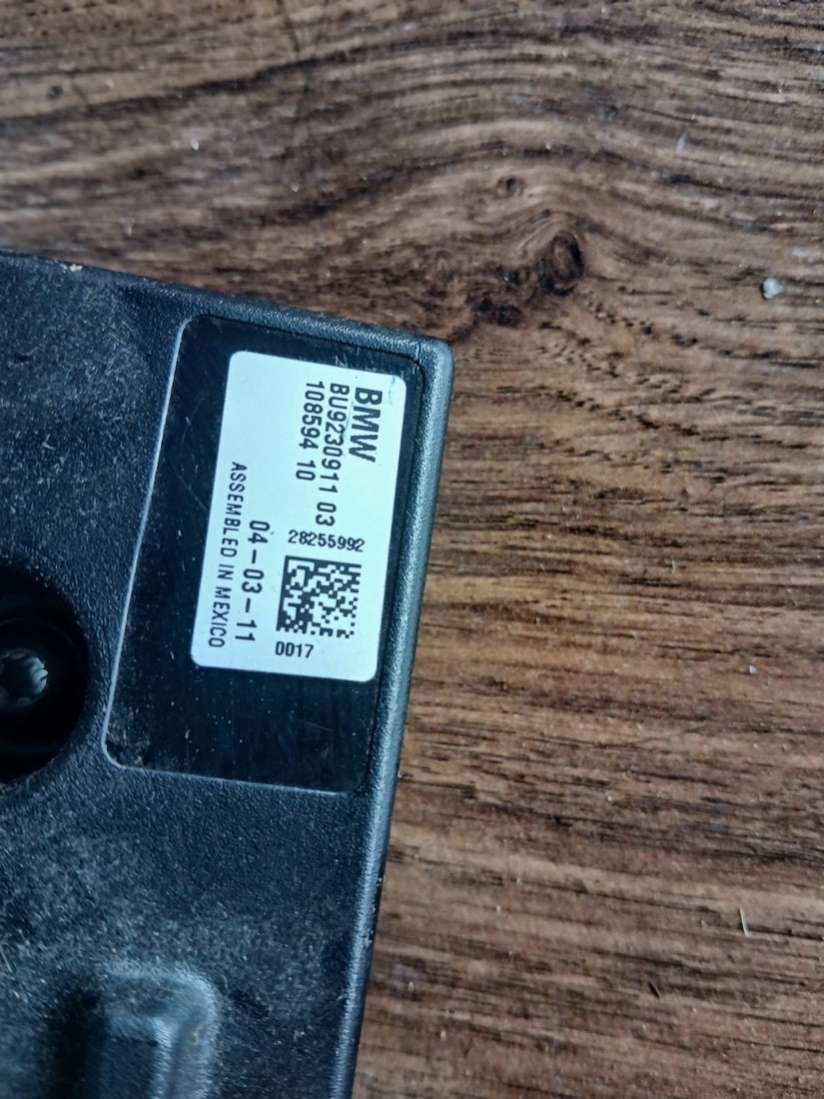 BMW
BU9230911 03
108594 10
28255992
0017
04-03-11
ASSEMBLED IN MEXICO